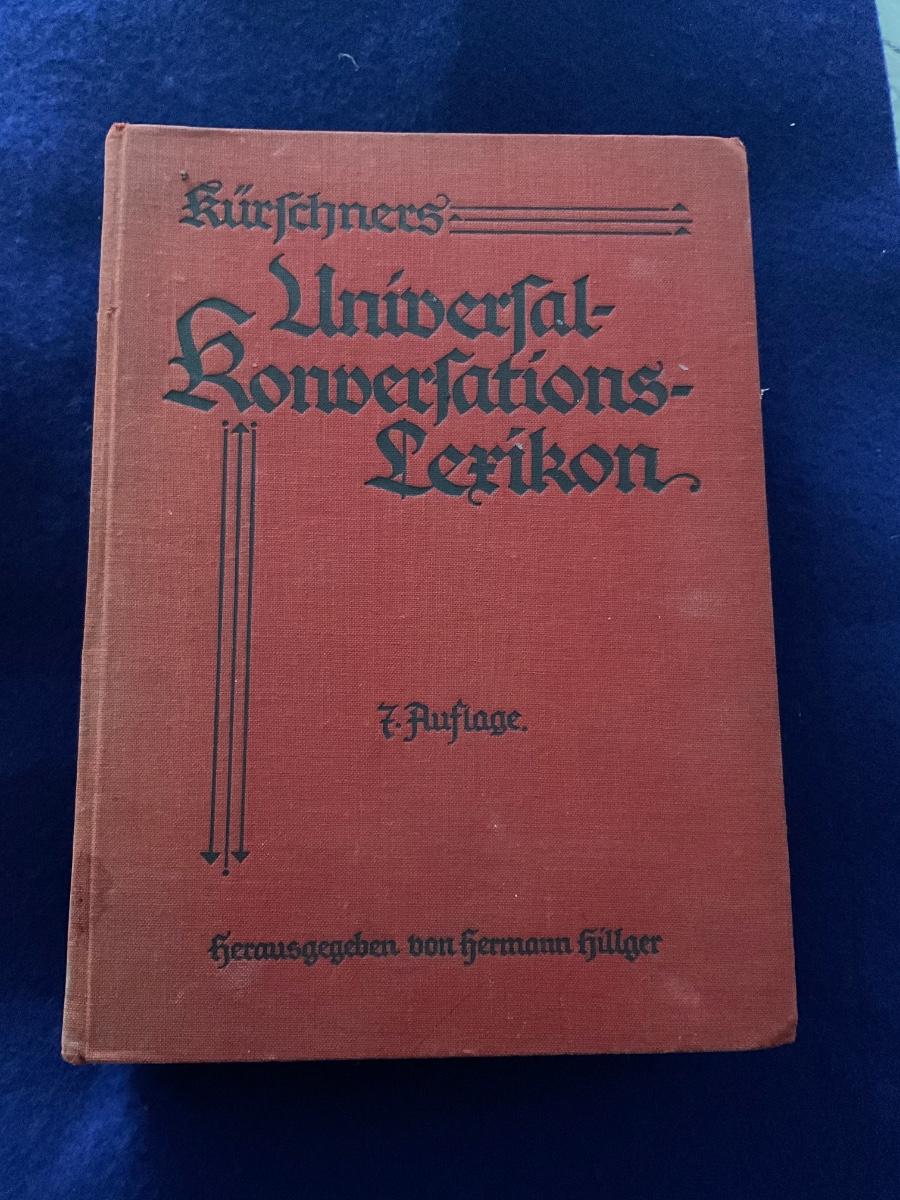 Kürſchners
Univerſal-
Konverſations-
Lexikon
7. Auflage.
Herausgegeben von Hermann Hillger